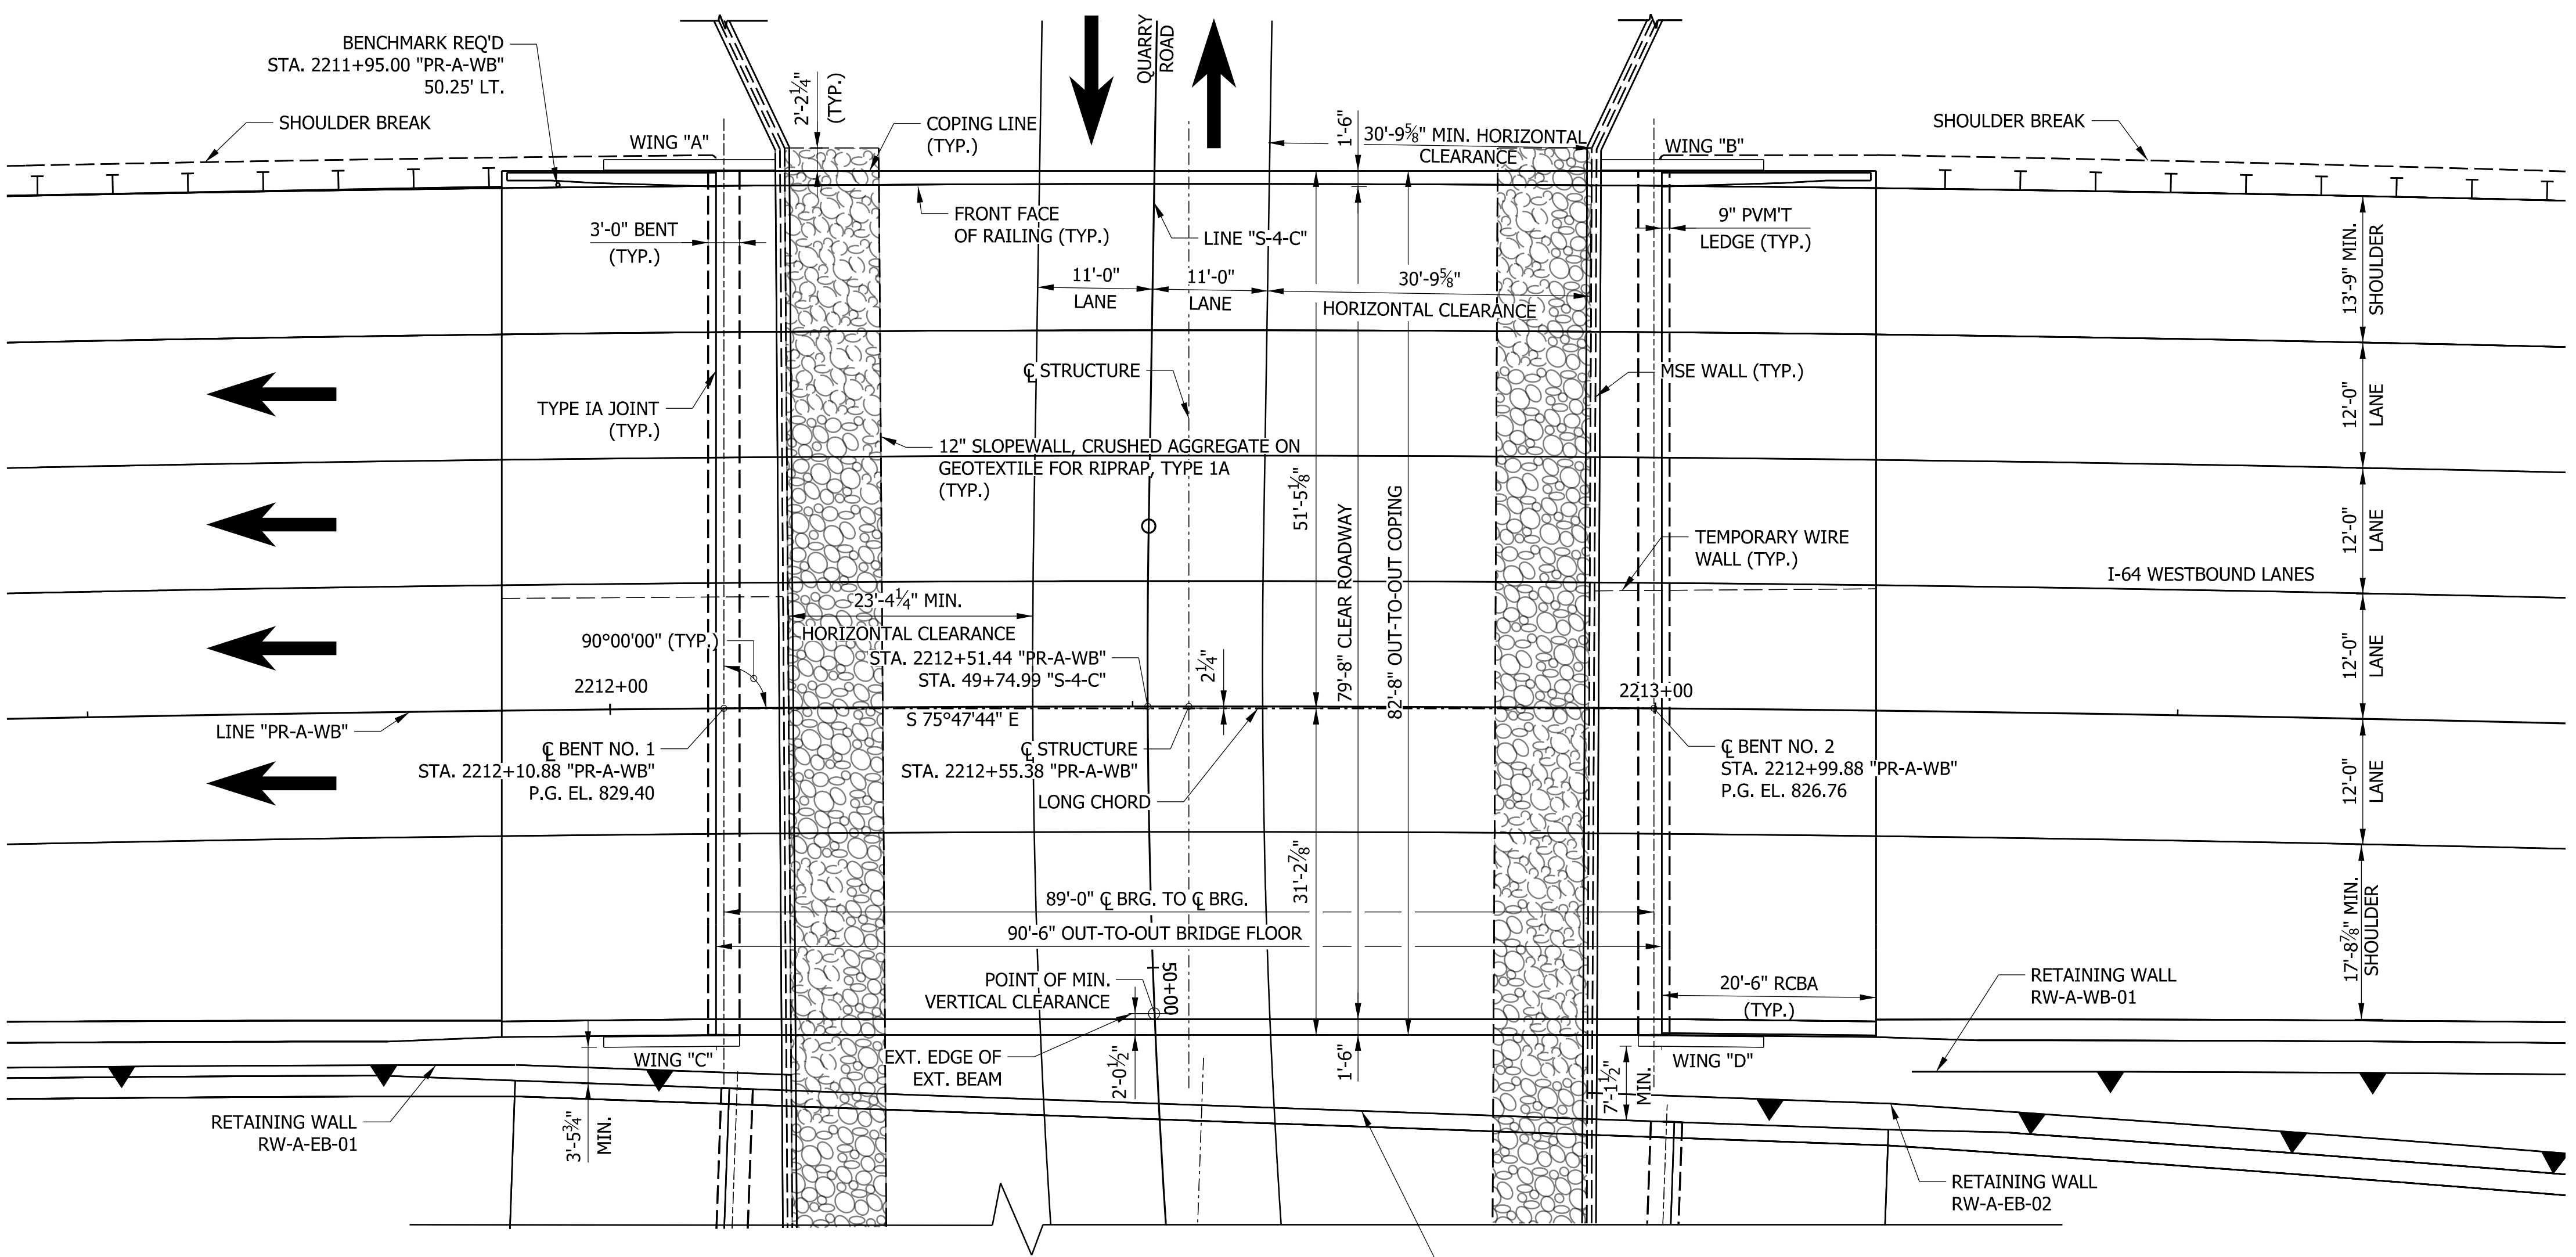 BENCHMARK REQ'D
STA. 2211+95.00 "PR-A-WB"
50.25' LT.
SHOULDER BREAK
WING "A"
2'-2¼"
(TYP.)
COPING LINE
(TYP.)
QUARRY
ROAD
1'-6"
30'-9⅝" MIN. HORIZONTAL
CLEARANCE
WING "B"
SHOULDER BREAK
3'-0" BENT
(TYP.)
FRONT FACE
OF RAILING (TYP.)
LINE "S-4-C"
9" PVM'T
LEDGE (TYP.)
13'-9" MIN.
SHOULDER
11'-0"
LANE
11'-0"
LANE
30'-9⅝"
HORIZONTAL CLEARANCE
℄ STRUCTURE
MSE WALL (TYP.)
TYPE IA JOINT
(TYP.)
12'-0"
LANE
12" SLOPEWALL, CRUSHED AGGREGATE ON
GEOTEXTILE FOR RIPRAP, TYPE 1A
(TYP.)
51'-5⅛"
79'-8" CLEAR ROADWAY
82'-8" OUT-TO-OUT COPING
TEMPORARY WIRE
WALL (TYP.)
12'-0"
LANE
I-64 WESTBOUND LANES
23'-4¼" MIN.
HORIZONTAL CLEARANCE
90°00'00" (TYP.)
STA. 2212+51.44 "PR-A-WB"
STA. 49+74.99 "S-4-C"
2¼"
12'-0"
LANE
2212+00
2213+00
LINE "PR-A-WB"
S 75°47'44" E
℄ BENT NO. 1
STA. 2212+10.88 "PR-A-WB"
P.G. EL. 829.40
℄ STRUCTURE
STA. 2212+55.38 "PR-A-WB"
LONG CHORD
℄ BENT NO. 2
STA. 2212+99.88 "PR-A-WB"
P.G. EL. 826.76
12'-0"
LANE
31'-2⅞"
89'-0" ℄ BRG. TO ℄ BRG.
90'-6" OUT-TO-OUT BRIDGE FLOOR
17'-8⅞" MIN.
SHOULDER
POINT OF MIN.
VERTICAL CLEARANCE
50+00
20'-6" RCBA
(TYP.)
RETAINING WALL
RW-A-WB-01
WING "C"
EXT. EDGE OF
EXT. BEAM
2'-0½"
1'-6"
WING "D"
7'-1½"
MIN.
RETAINING WALL
RW-A-EB-01
3'-5¾"
MIN.
RETAINING WALL
RW-A-EB-02